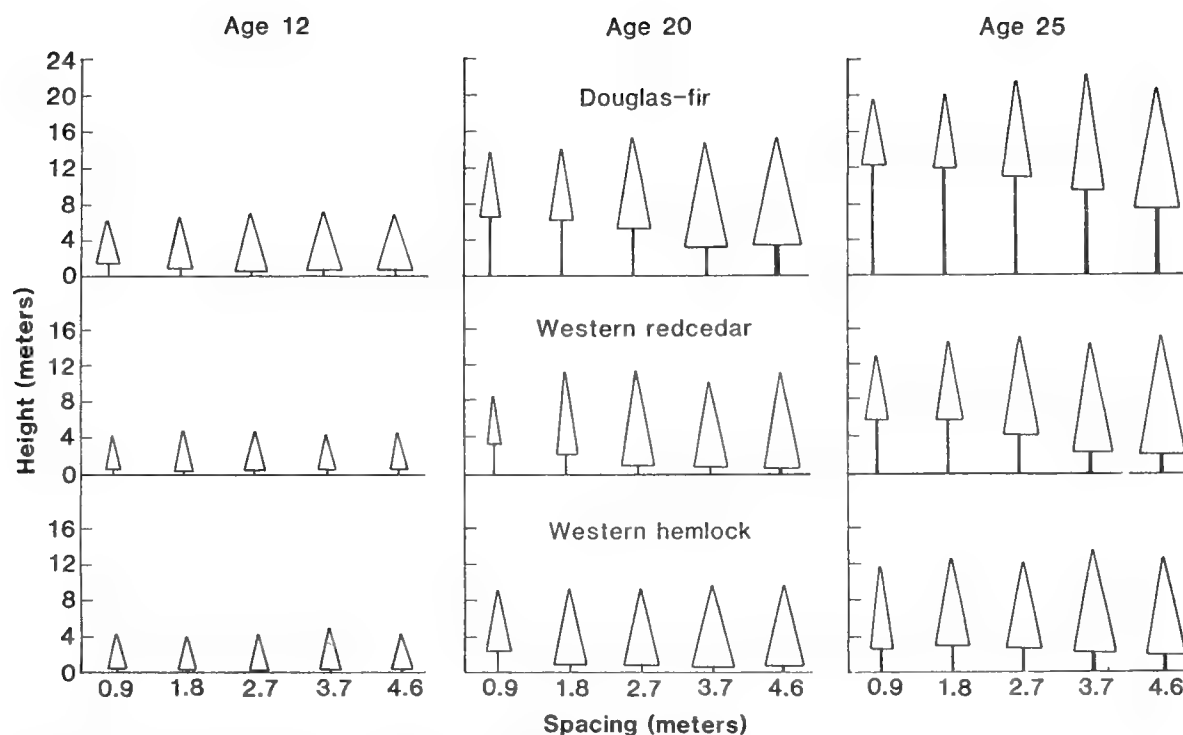 Age 12
Age 20
Age 25
Height (meters)
24
20
16
12
8
4
0
Douglas-fir
16
12
8
4
0
Western redcedar
16
12
8
4
0
Western hemlock
0.9 1.8 2.7 3.7 4.6
0.9 1.8 2.7 3.7 4.6
0.9 1.8 2.7 3.7 4.6
Spacing (meters)